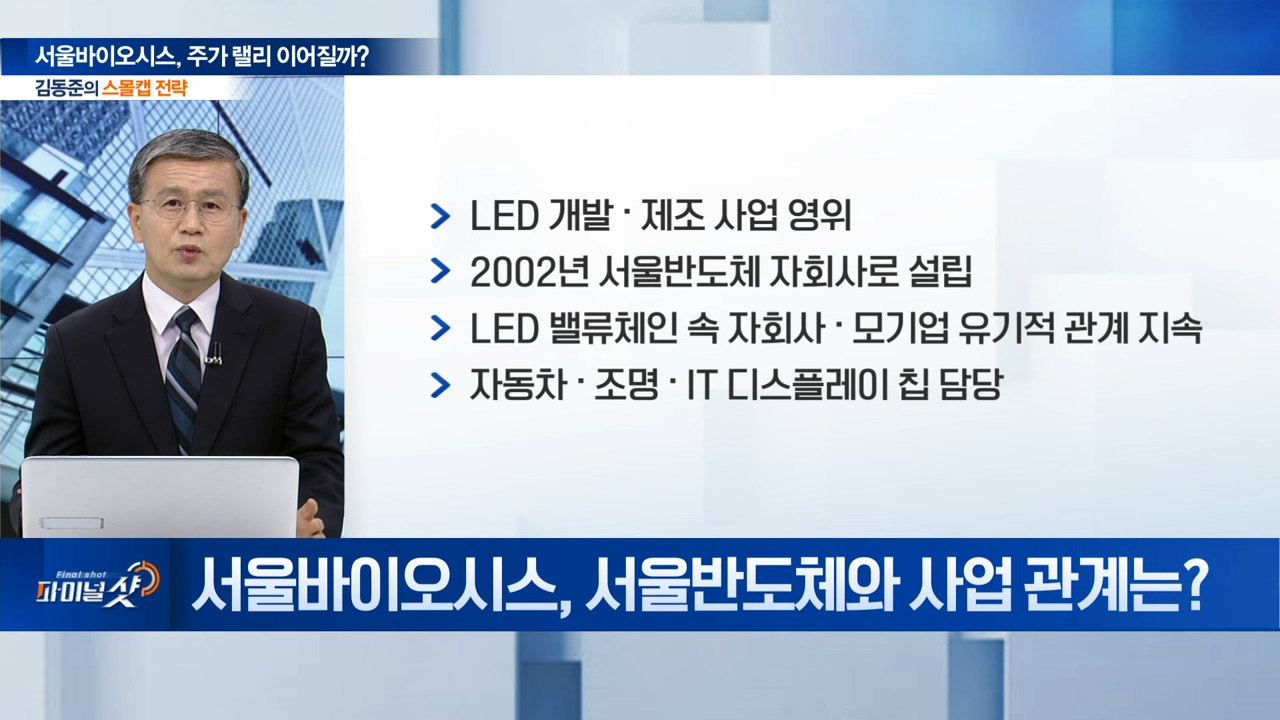 서울바이오시스, 주가 랠리 이어질까?
김동준의 스몰캡 전략
LED 개발 · 제조 사업 영위
2002년 서울반도체 자회사로 설립
LED 밸류체인 속 자회사 · 모기업 유기적 관계 지속
자동차 · 조명 · IT 디스플레이 칩 담당
Final shot
파이널샷
서울바이오시스, 서울반도체와 사업 관계는?